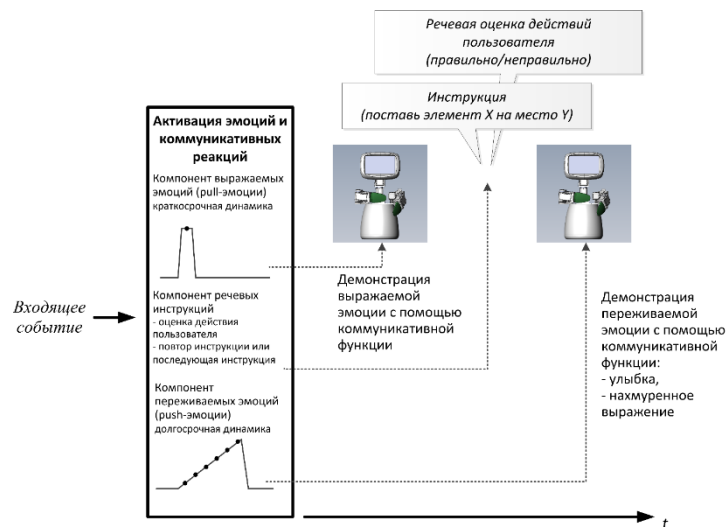 Речевая оценка действий
пользователя
(правильно/неправильно)
Инструкция
(поставь элемент X на место Y)
Активация эмоций и
коммуникативных
реакций
Компонент выражаемых
эмоций (pull-эмоции)
краткосрочная динамика
Входящее
событие
Компонент речевых
инструкций
- оценка действия
пользователя
- повтор инструкции или
последующая инструкция
Компонент
переживаемых эмоций
(push-эмоции)
долгосрочная динамика
Демонстрация
выражаемой
эмоции с помощью
коммуникативной
функции
Демонстрация
переживаемой
эмоции с помощью
коммуникативной
функции:
- улыбка,
- нахмуренное
выражение
t